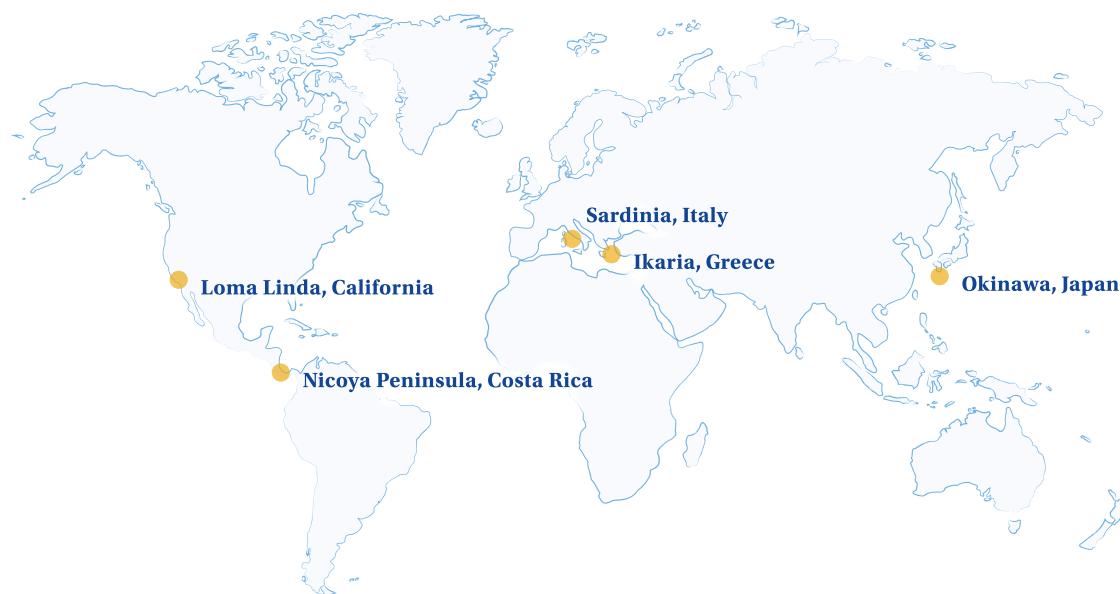 Sardinia, Italy
Ikaria, Greece
Okinawa, Japan
Loma Linda, California
Nicoya Peninsula, Costa Rica